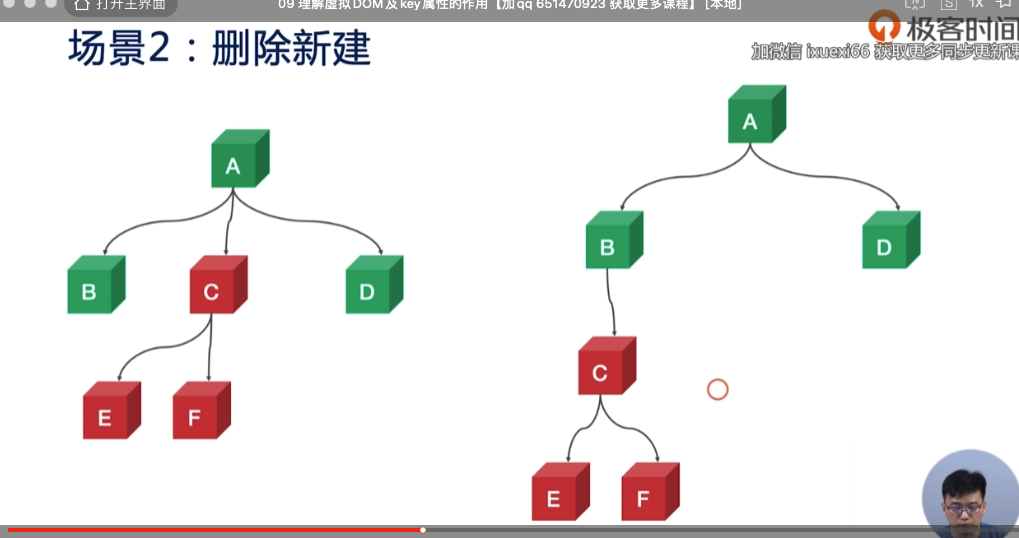 打开主界面
09 理解虚拟DOM及key属性的作用【加qq 651470923 获取更多课程】 [本地]
S 1x
极客时间
加微信 ixuexi66 获取更多同步更新课
场景2：删除新建
A
B
C
D
E
F
A
B
D
C
E
F